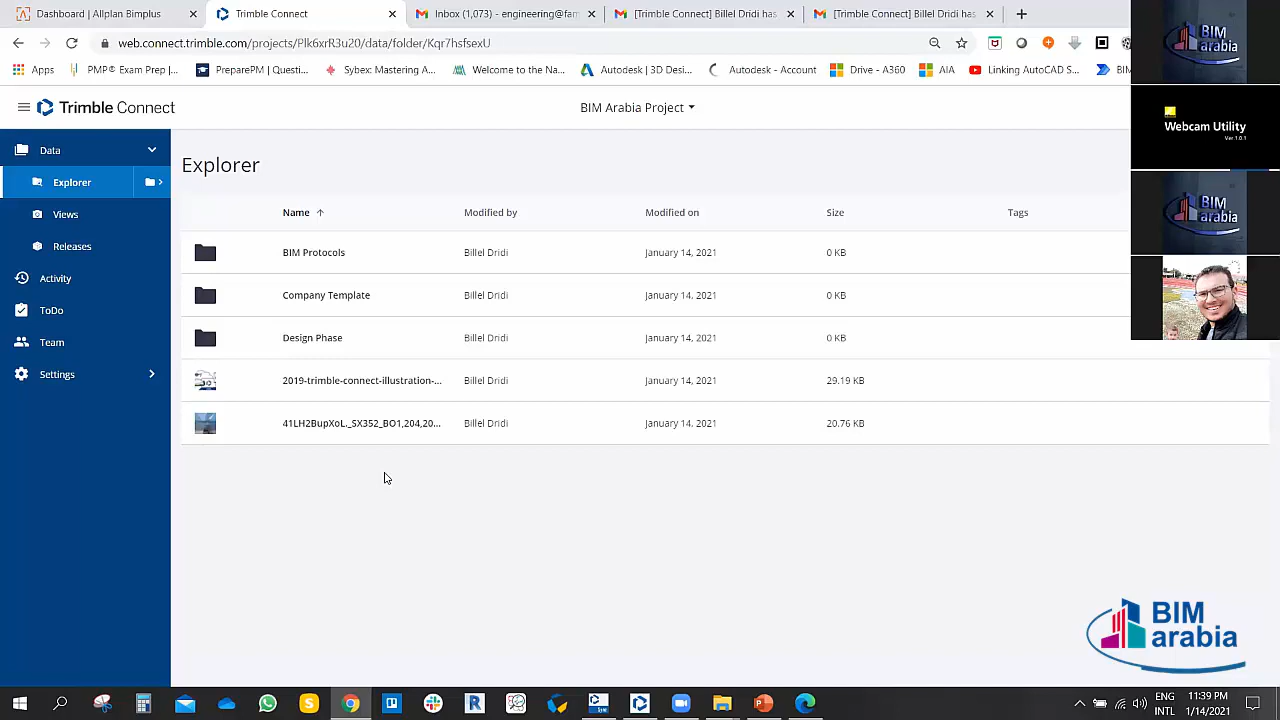 Dashboard | Allplan Bimplus
Trimble Connect
Inbox (1,073) - engineering@fam
[Trimble Connect] Billel Dridi has
[Trimble Connect] Billel Dridi has
web.connect.trimble.com/projects/
Apps
PMP® Exam Prep |...
PreparePM | Questi...
Sybex: Mastering ...
Welcome to the Na...
Autodesk | 3D Desi...
Autodesk - Account
Drive - A360
AIA
Linking AutoCAD S...
BIM
Trimble Connect
BIM Arabia Project
Data
Explorer
Views
Releases
Activity
ToDo
Team
Settings
Explorer
Name Modified by Modified on Size Tags
BIM Protocols Billel Dridi January 14, 2021 0 KB
Company Template Billel Dridi January 14, 2021 0 KB
Design Phase Billel Dridi January 14, 2021 0 KB
2019-trimble-connect-illustration-... Billel Dridi January 14, 2021 29.19 KB
41LH2BupXoL._SX352_BO1,204,20... Billel Dridi January 14, 2021 20.76 KB
BIM
arabia
Webcam Utility
Ver.1.0.1
BIM
arabia
BIM
arabia
ENG
INTL
11:39 PM
1/14/2021